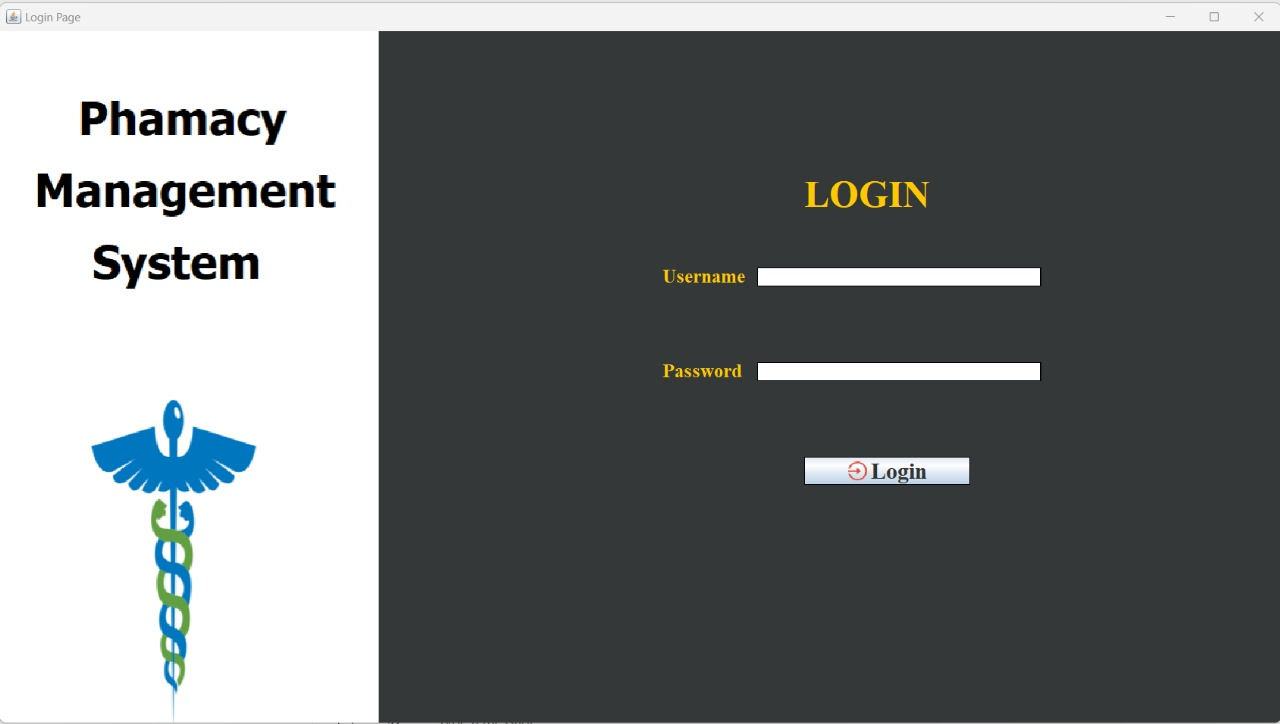 Login Page
Phamacy
Management
System
LOGIN
Username
Password
Login